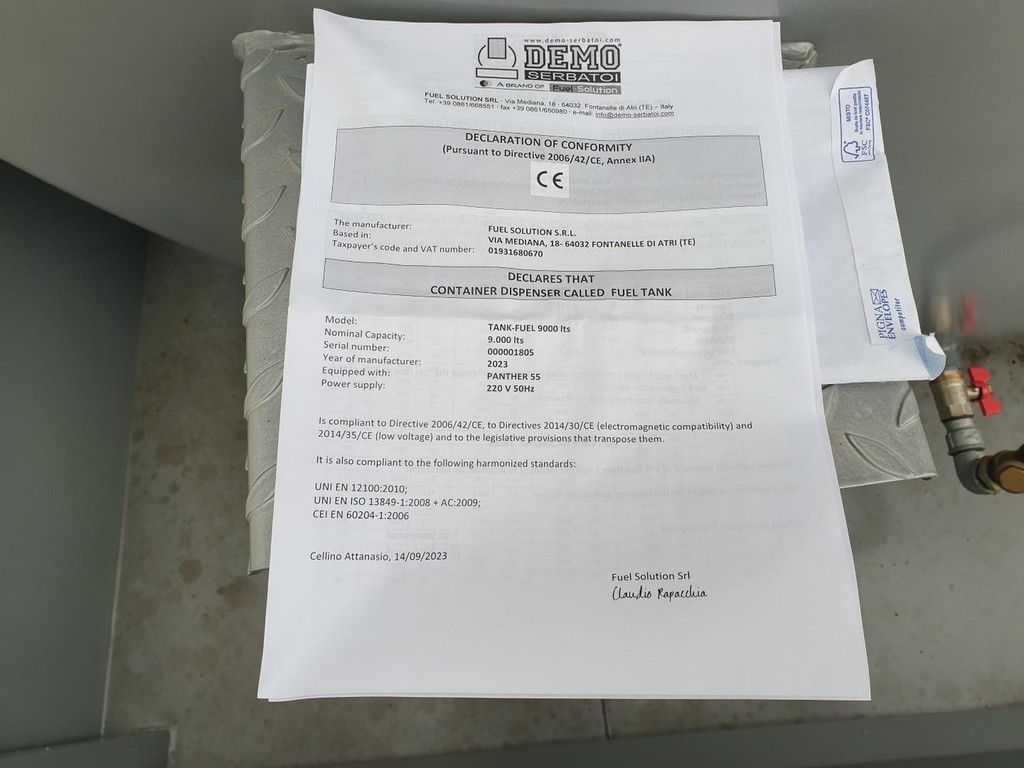 www.demo-serbatoi.com
DEMO®
SERBATOI
A BRAND OF Fuel Solution
FUEL SOLUTION SRL - Via Mediana, 18 - 64032 Fontanelle di Atri (TE) – Italy
Tel. +39 0861/668551 - fax +39 0861/650980 - e-mail: info@demo-serbatoi.com
DECLARATION OF CONFORMITY
(Pursuant to Directive 2006/42/CE, Annex IIA)
CE
The manufacturer: FUEL SOLUTION S.R.L.
Based in: VIA MEDIANA, 18- 64032 FONTANELLE DI ATRI (TE)
Taxpayer's code and VAT number: 01931680670
DECLARES THAT
CONTAINER DISPENSER CALLED FUEL TANK
Model: TANK-FUEL 9000 lts
Nominal Capacity: 9.000 lts
Serial number: 000001805
Year of manufacturer: 2023
Equipped with: PANTHER 55
Power supply: 220 V 50Hz
Is compliant to Directive 2006/42/CE, to Directives 2014/30/CE (electromagnetic compatibility) and
2014/35/CE (low voltage) and to the legislative provisions that transpose them.
It is also compliant to the following harmonized standards:
UNI EN 12100:2010;
UNI EN ISO 13849-1:2008 + AC:2009;
CEI EN 60204-1:2006
Cellino Attanasio, 14/09/2023
Fuel Solution Srl
Claudio Rapacchia
MISTO
FSC
PIGNA
ENVELOPES
competitor